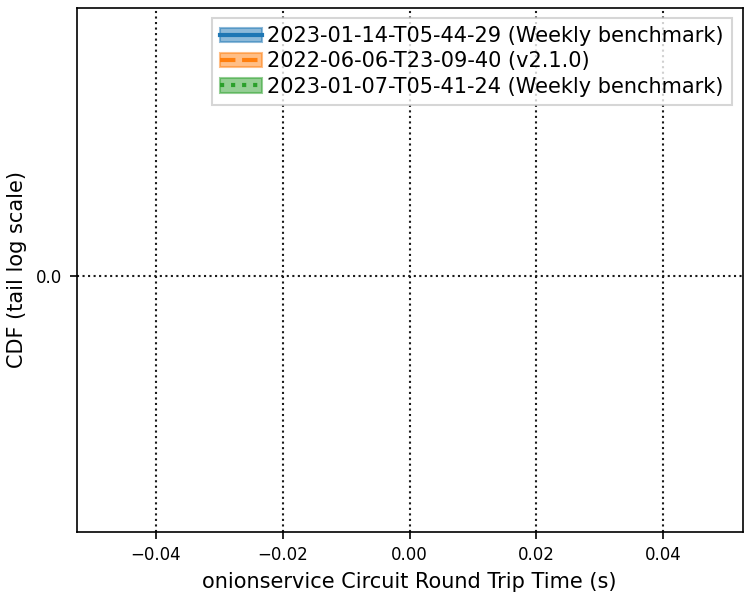 2023-01-14-T05-44-29 (Weekly benchmark)
2022-06-06-T23-09-40 (v2.1.0)
2023-01-07-T05-41-24 (Weekly benchmark)
CDF (tail log scale)
0.0
−0.04
−0.02
0.00
0.02
0.04
onionservice Circuit Round Trip Time (s)